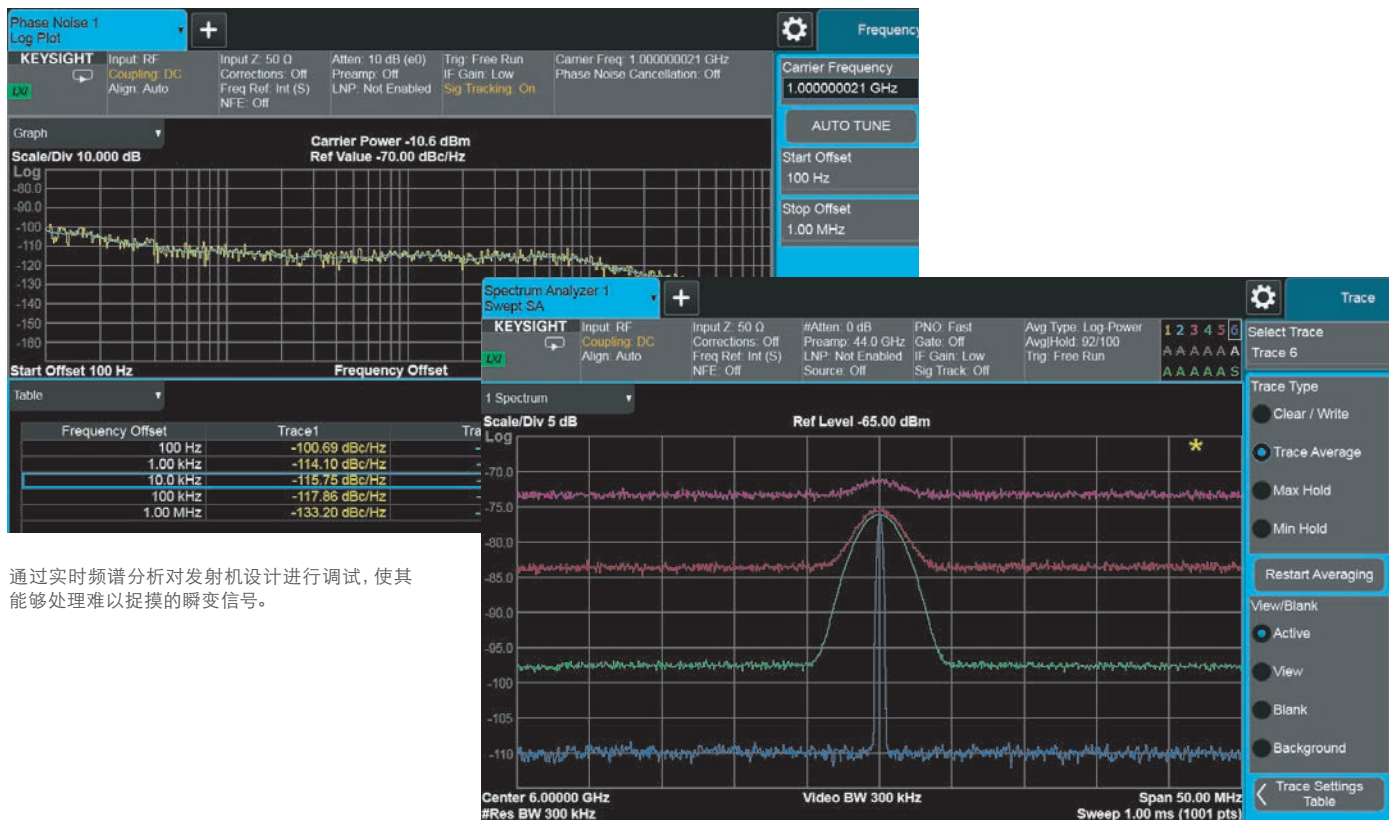 Phase Noise 1
Log Plot
+
Frequency
KEYSIGHT
LXI
Input: RF
Coupling: DC
Align: Auto
Input Z: 50 Ω
Corrections: Off
Freq Ref: Int (S)
NFE: Off
Atten: 10 dB (e0)
Preamp: Off
LNP: Not Enabled
Trig: Free Run
IF Gain: Low
Sig Tracking: On
Carrier Freq: 1.000000021 GHz
Phase Noise Cancellation: Off
Carrier Frequency
1.000000021 GHz
AUTO TUNE
Start Offset
100 Hz
Stop Offset
1.00 MHz
Graph
Scale/Div 10.000 dB
Carrier Power -10.6 dBm
Ref Value -70.00 dBc/Hz
Log
-80.0
-90.0
-100
-110
-120
-130
-140
-150
-160
Start Offset 100 Hz
Frequency Offset
Table
Frequency Offset Trace1 Tra
100 Hz -100.69 dBc/Hz -
1.00 kHz -114.10 dBc/Hz -
10.0 kHz -115.75 dBc/Hz -
100 kHz -117.86 dBc/Hz -
1.00 MHz -133.20 dBc/Hz -
通过实时频谱分析对发射机设计进行调试,使其
能够处理难以捉摸的瞬变信号。
Spectrum Analyzer 1
Swept SA
+
Trace
KEYSIGHT
LXI
Input: RF
Coupling: DC
Align: Auto
Input Z: 50 Ω
Corrections: Off
Freq Ref: Int (S)
NFE: Off
#Atten: 0 dB
Preamp: 44.0 GHz
LNP: Not Enabled
Source: Off
PNO: Fast
Gate: Off
IF Gain: Low
Sig Track: Off
Avg Type: Log-Power
Avg|Hold: 92/100
Trig: Free Run
1 2 3 4 5 6
A A A A A A
A A A A A S
Select Trace
Trace 6
Trace Type
Clear / Write
Trace Average
Max Hold
Min Hold
Restart Averaging
View/Blank
Active
View
Blank
Background
Trace Settings
Table
1 Spectrum
Scale/Div 5 dB
Ref Level -65.00 dBm
Log
*
-70.0
-75.0
-80.0
-85.0
-90.0
-95.0
-100
-105
-110
Center 6.00000 GHz
#Res BW 300 kHz
Video BW 300 kHz
Span 50.00 MHz
Sweep 1.00 ms (1001 pts)